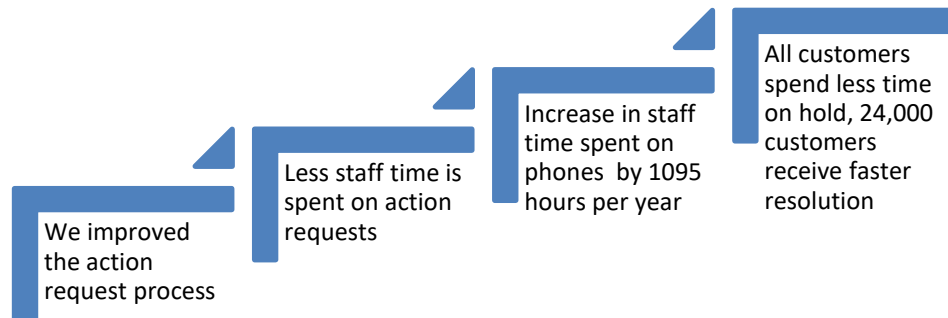 We improved
the action
request process
Less staff time is
spent on action
requests
Increase in staff
time spent on
phones  by 1095
hours per year
All customers
spend less time
on hold, 24,000
customers
receive faster
resolution